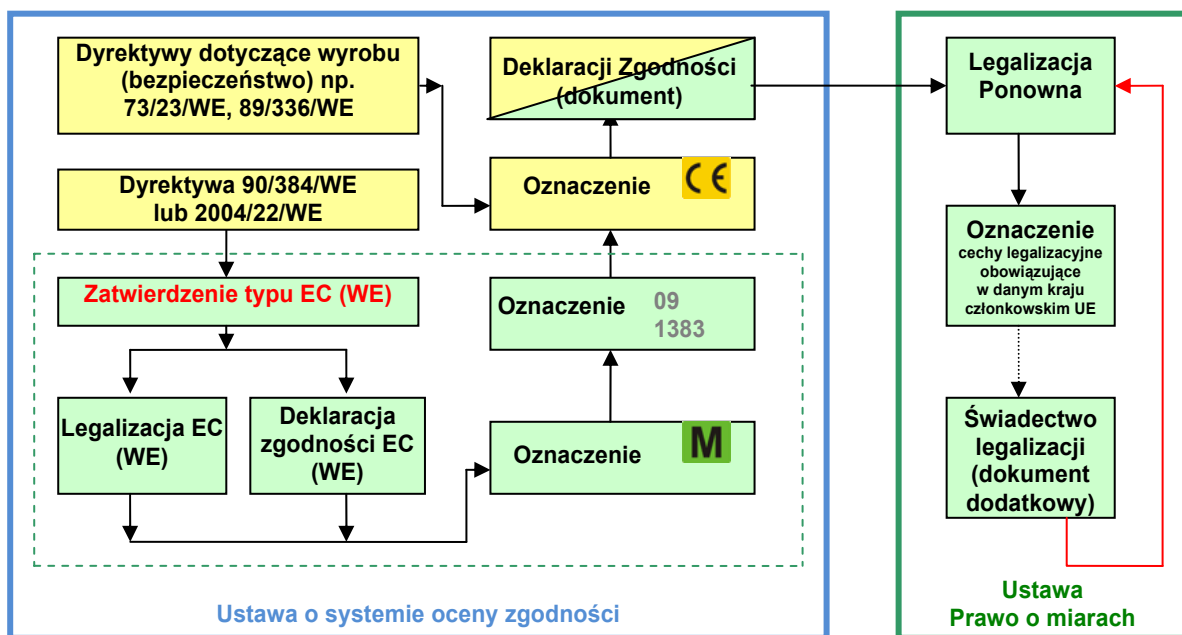 Dyrektywy dotyczące wyrobu
(bezpieczeństwo) np.
73/23/WE, 89/336/WE
Dyrektywa 90/384/WE
lub 2004/22/WE
Zatwierdzenie typu EC (WE)
Legalizacja EC
(WE)
Deklaracja
zgodności EC
(WE)
Deklaracji Zgodności
(dokument)
Oznaczenie CE
Oznaczenie 09
1383
Oznaczenie M
Ustawa o systemie oceny zgodności
Legalizacja
Ponowna
Oznaczenie
cechy legalizacyjne
obowiązujące
w danym kraju
członkowskim UE
Świadectwo
legalizacji
(dokument
dodatkowy)
Ustawa
Prawo o miarach